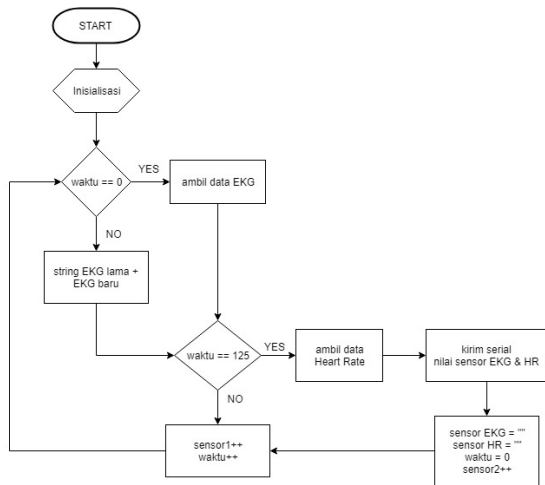 START
Inisialisasi
waktu == 0
YES
ambil data EKG
NO
string EKG lama +
EKG baru
waktu == 125
YES
ambil data
Heart Rate
kirim serial
nilai sensor EKG & HR
NO
sensor1++
waktu++
sensor EKG = ""
sensor HR = ""
waktu = 0
sensor2++